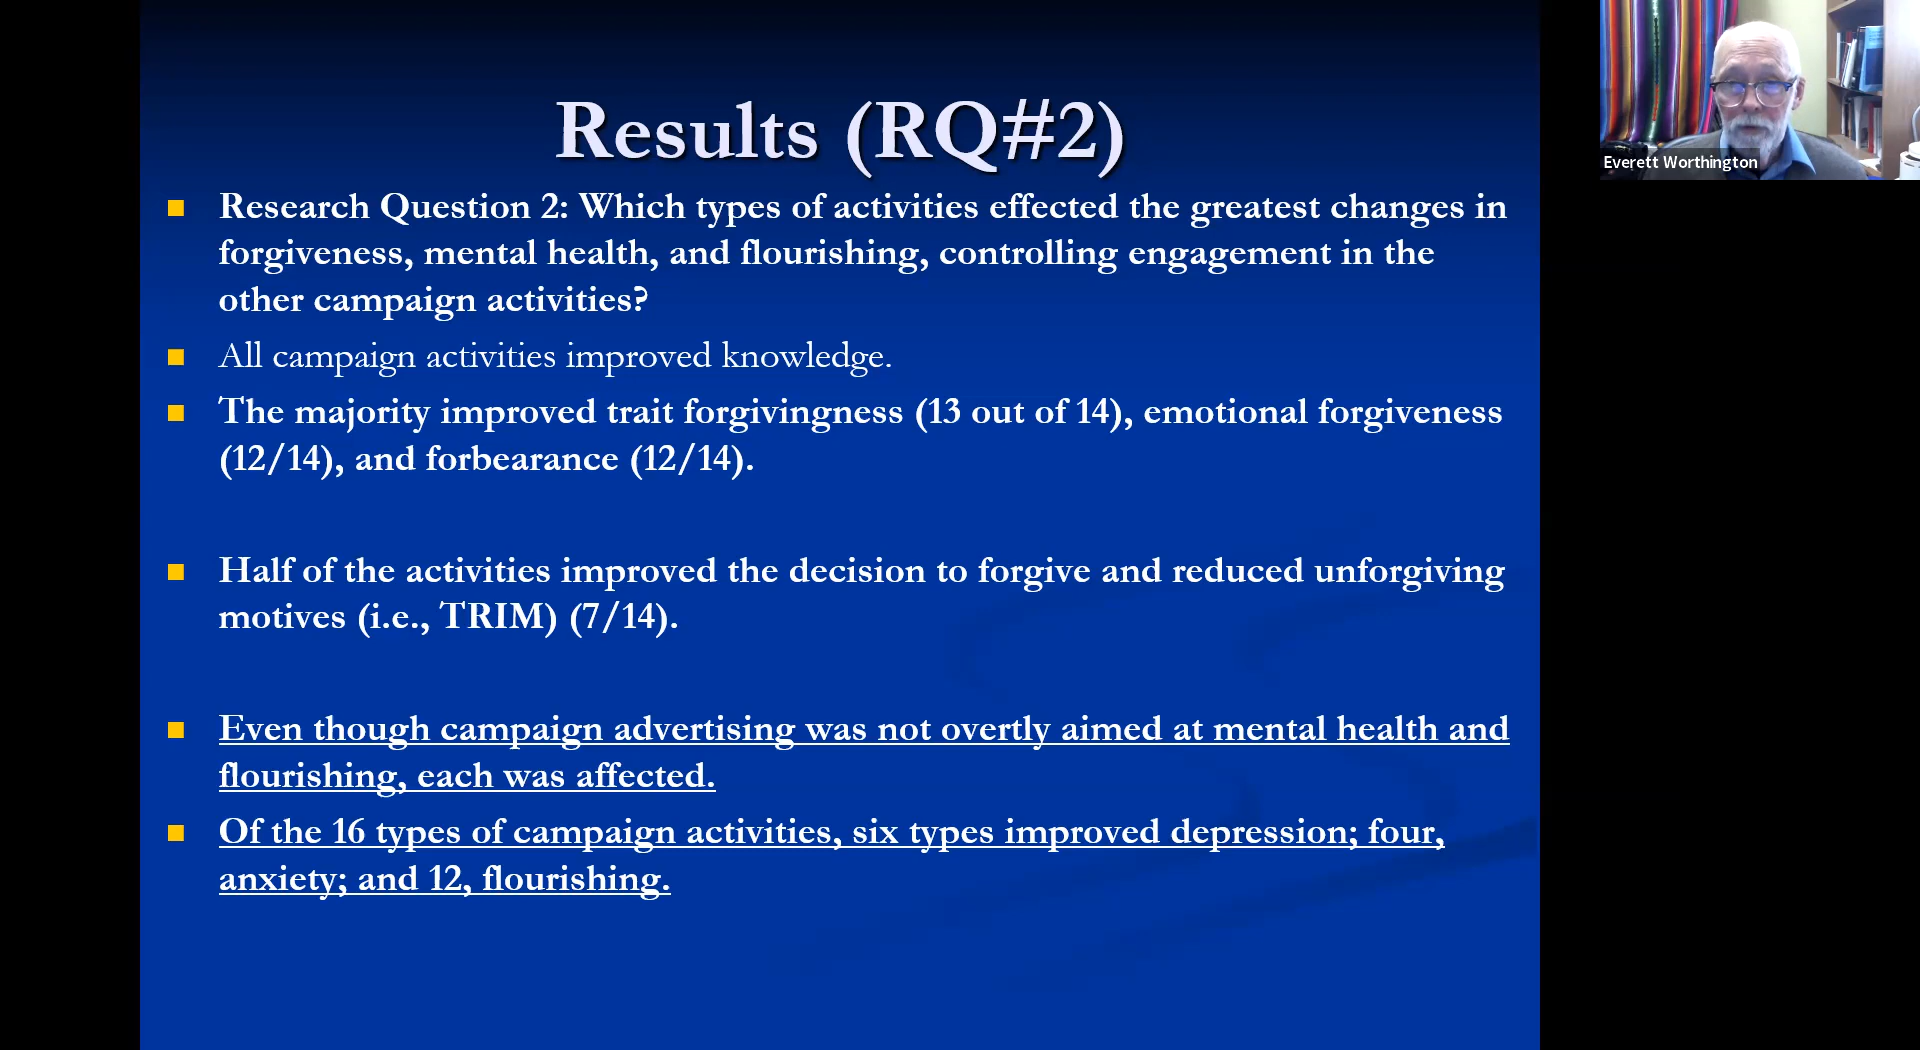 Results (RQ#2)
Research Question 2: Which types of activities effected the greatest changes in
forgiveness, mental health, and flourishing, controlling engagement in the
other campaign activities?
All campaign activities improved knowledge.
The majority improved trait forgivingness (13 out of 14), emotional forgiveness
(12/14), and forbearance (12/14).
Half of the activities improved the decision to forgive and reduced unforgiving
motives (i.e., TRIM) (7/14).
Even though campaign advertising was not overtly aimed at mental health and
flourishing, each was affected.
Of the 16 types of campaign activities, six types improved depression; four,
anxiety; and 12, flourishing.
Everett Worthington